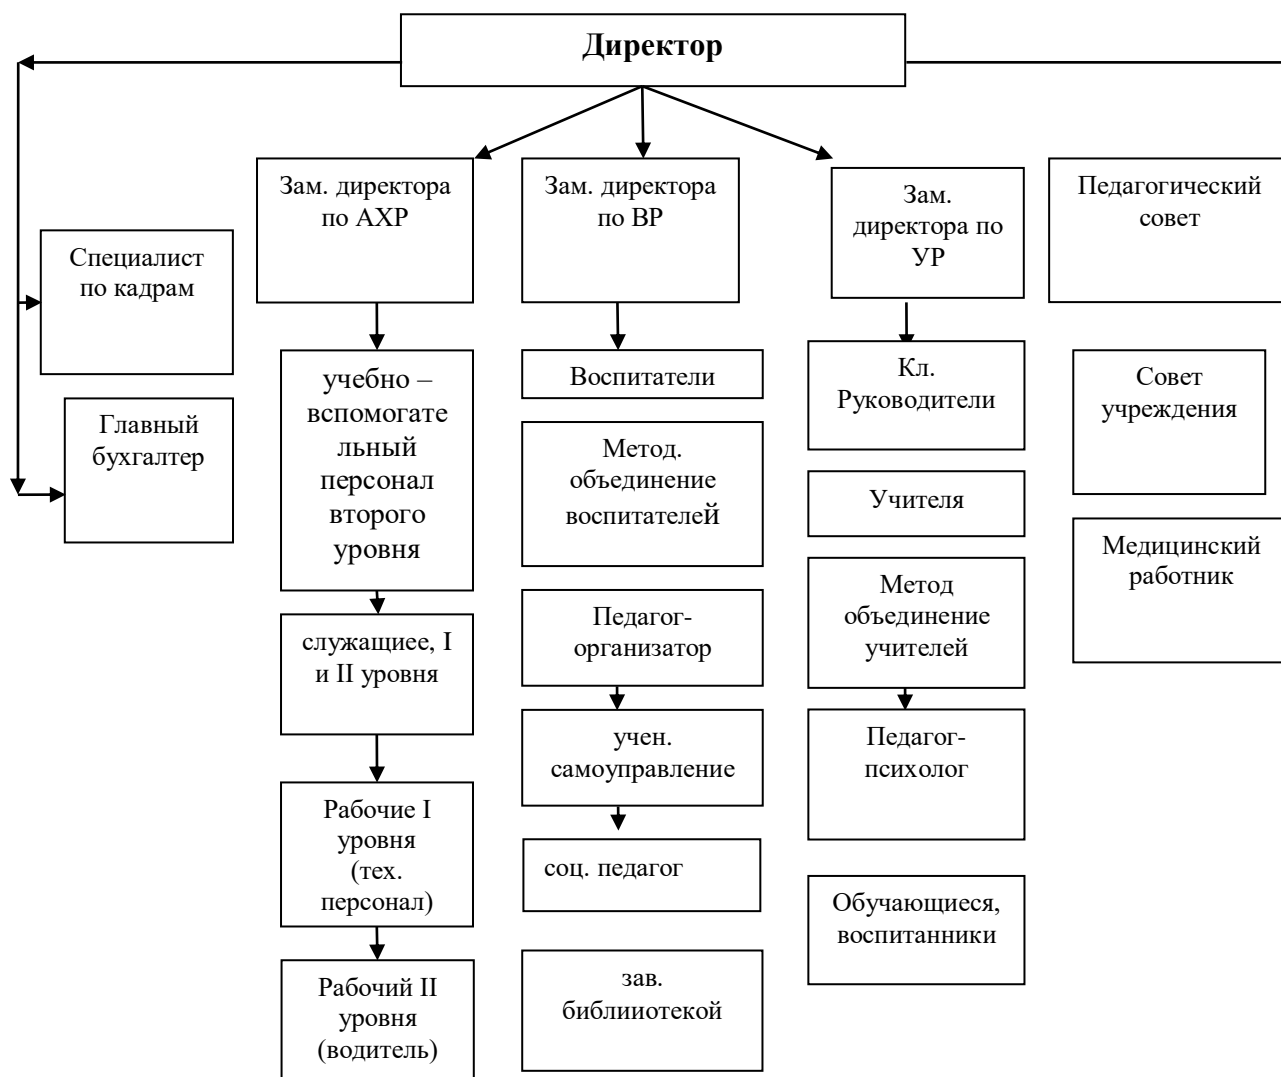 Директор
Зам. директора
по АХР
Зам. директора
по ВР
Зам.
директора по
УР
Педагогический
совет
Специалист
по кадрам
Главный
бухгалтер
учебно –
вспомогате
льный
персонал
второго
уровня
служащиее, I
и II уровня
Рабочие I
уровня
(тех.
персонал)
Рабочий II
уровня
(водитель)
Воспитатели
Метод.
объединение
воспитателей
Педагог-
организатор
учен.
самоуправление
соц. педагог
зав.
библииотекой
Кл.
Руководители
Учителя
Метод
объединение
учителей
Педагог-
психолог
Обучающиеся,
воспитанники
Совет
учреждения
Медицинский
работник